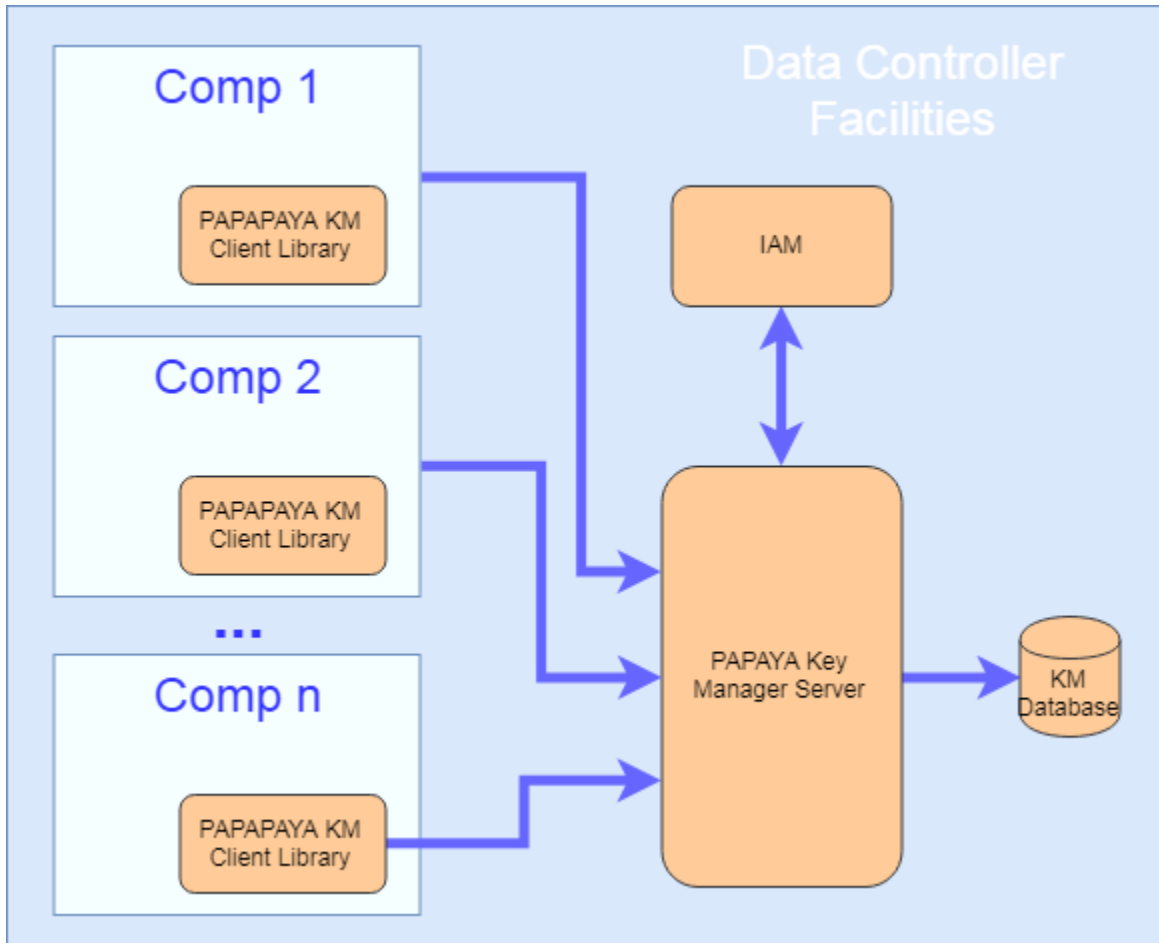 Comp 1
PAPAPAYA KM
Client Library
Data Controller
Facilities
IAM
Comp 2
PAPAPAYA KM
Client Library
...
Comp n
PAPAPAYA KM
Client Library
PAPAYA Key
Manager Server
KM
Database